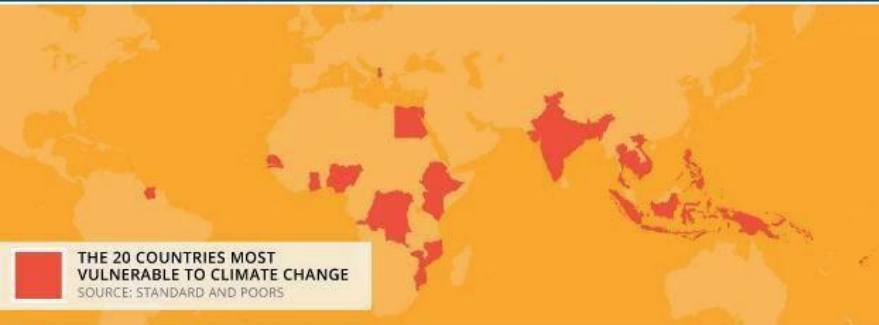 THE 20 COUNTRIES MOST
VULNERABLE TO CLIMATE CHANGE
SOURCE: STANDARD AND POORS